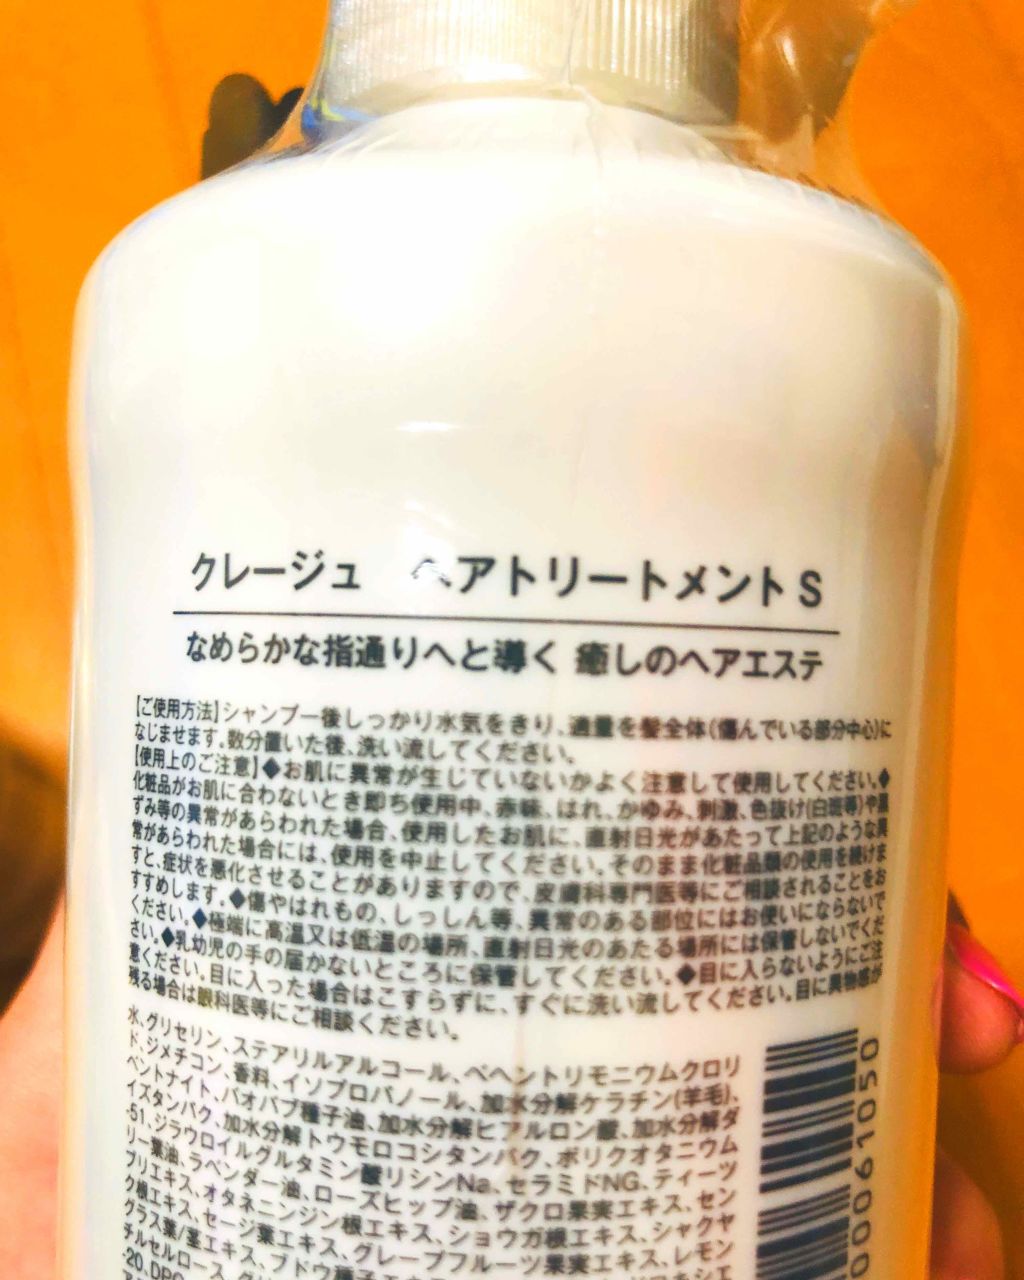 クレージュ　ヘアトリートメント S
なめらかな指通りへと導く 癒しのヘアエステ
【ご使用方法】シャンプー後しっかり水気をきり、適量を髪全体(傷んでいる部分中心)に
なじませます。数分置いた後、洗い流してください。
【使用上のご注意】◆お肌に異常が生じていないかよく注意して使用してください。◆
化粧品がお肌に合わないとき即ち使用中、赤味、はれ、かゆみ、刺激、色抜け(白斑等)や黒
ずみ等の異常があらわれた場合、使用したお肌に、直射日光があたって上記のような異
常があらわれた場合には、使用を中止してください。そのまま化粧品類の使用を続けま
すと、症状を悪化させることがありますので、皮膚科専門医等にご相談されることをお
すすめします。◆傷やはれもの、しっしん等、異常のある部位にはお使いにならないで
ください。◆極端に高温又は低温の場所、直射日光のあたる場所には保管しないでくだ
さい。◆乳幼児の手の届かないところに保管してください。◆目に入らないようにご注
意ください。目に入った場合はこすらずに、すぐに洗い流してください。目に異物感が
残る場合は眼科医等にご相談ください。
水、グリセリン、ステアリルアルコール、ベヘントリモニウムクロリ
ド、ジメチコン、香料、イソプロパノール、加水分解ケラチン(羊毛)、
ベントナイト、バオバブ種子油、加水分解ヒアルロン酸、加水分解ダ
イズタンパク、加水分解トウモロコシタンパク、ポリクオタニウム
-51、ジラウロイルグルタミン酸リシンNa、セラミドNG、ティーツ
リー葉油、ラベンダー油、ローズヒップ油、ザクロ果実エキス、セン
ブリエキス、オタネニンジン根エキス、ショウガ根エキス、シャクヤ
ク根エキス、セージ葉エキス、グレープフルーツ果実エキス、レモン
グラス葉/茎エキス、ブドウ種子エキ
チルセルロース、
-20、DPG
00061050